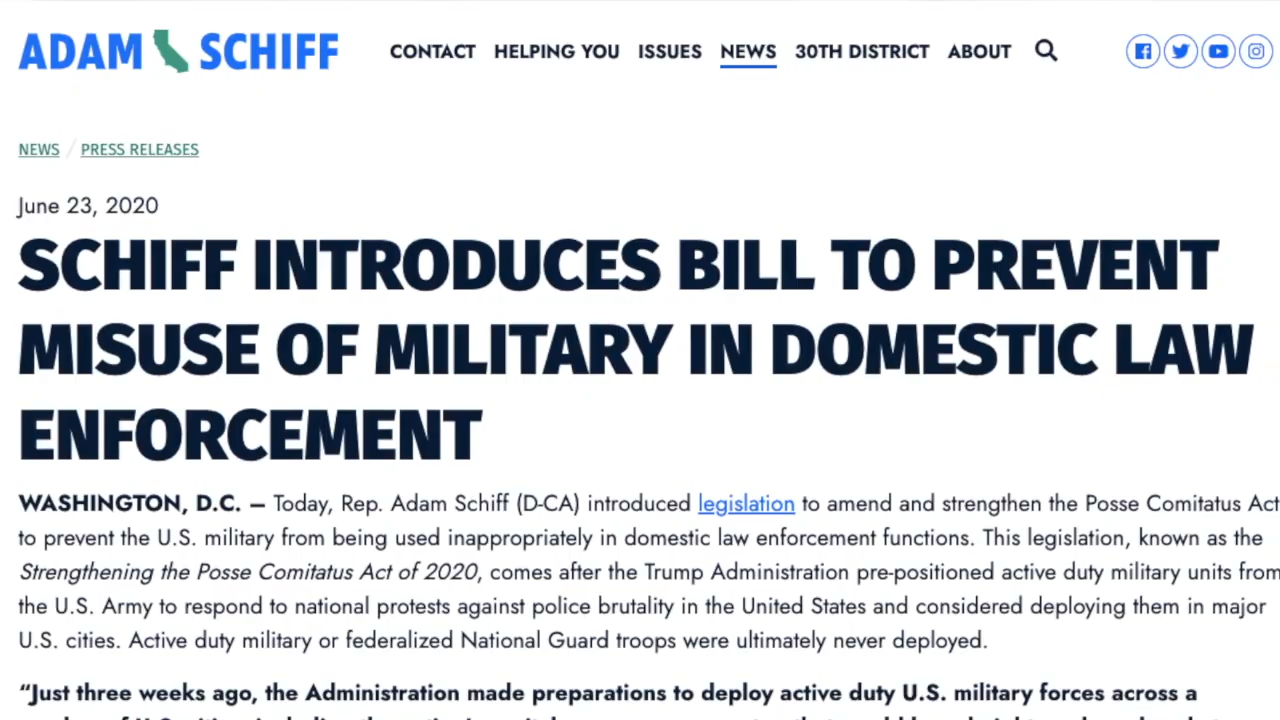 ADAM SCHIFF CONTACT HELPING YOU ISSUES NEWS 30TH DISTRICT ABOUT
NEWS / PRESS RELEASES
June 23, 2020
SCHIFF INTRODUCES BILL TO PREVENT
MISUSE OF MILITARY IN DOMESTIC LAW
ENFORCEMENT
WASHINGTON, D.C. – Today, Rep. Adam Schiff (D-CA) introduced legislation to amend and strengthen the Posse Comitatus Act
to prevent the U.S. military from being used inappropriately in domestic law enforcement functions. This legislation, known as the
Strengthening the Posse Comitatus Act of 2020, comes after the Trump Administration pre-positioned active duty military units from
the U.S. Army to respond to national protests against police brutality in the United States and considered deploying them in major
U.S. cities. Active duty military or federalized National Guard troops were ultimately never deployed.
“Just three weeks ago, the Administration made preparations to deploy active duty U.S. military forces across a